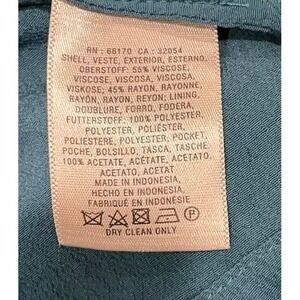 RN : 66170 CA : 32054
SHELL, VESTE, EXTERIOR, ESTERNO,
OBERSTOFF: 55% VISCOSE,
VISCOSE, VISCOSA, VISCOSA,
VISKOSE; 45% RAYON, RAYONNE,
RAYÓN, RAYON, REYON; LINING,
DOUBLURE, FORRO, FODERA,
FUTTERSTOFF: 100% POLYESTER,
POLYESTER, POLIÉSTER,
POLIESTERE, POLYESTER; POCKET,
POCHE, BOLSILLO, TASCA, TASCHE:
100% ACETATE, ACÉTATE, ACETATO,
ACETATO, ACETAT
MADE IN INDONESIA,
HECHO EN INDONESIA,
FABRIQUÉ EN INDONÉSIE
P
DRY CLEAN ONLY